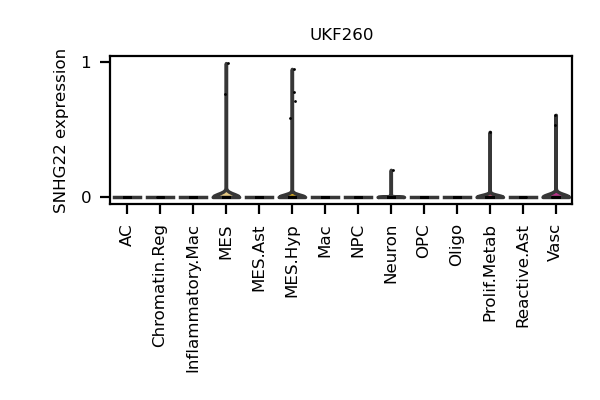 UKF260
SNHG22 expression
1
0
AC
Chromatin.Reg
Inflammatory.Mac
MES
MES.Ast
MES.Hyp
Mac
NPC
Neuron
OPC
Oligo
Prolif.Metab
Reactive.Ast
Vasc